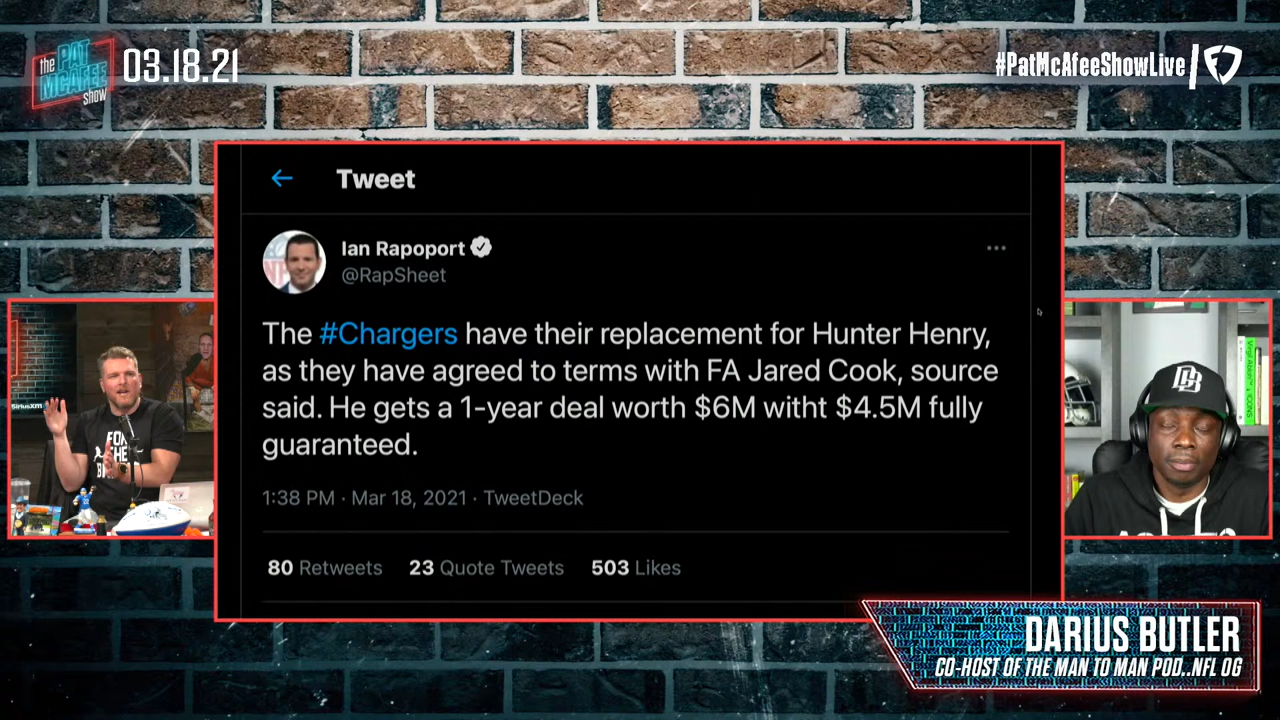 the
PAT
MCAFEE
show
03.18.21
#PatMcAfeeShowLive
Tweet
Ian Rapoport
@RapSheet
The #Chargers have their replacement for Hunter Henry,
as they have agreed to terms with FA Jared Cook, source
said. He gets a 1-year deal worth $6M witht $4.5M fully
guaranteed.
1:38 PM · Mar 18, 2021 · TweetDeck
80 Retweets 23 Quote Tweets 503 Likes
SiriusXM
DARIUS BUTLER
CO-HOST OF THE MAN TO MAN POD..NFL OG